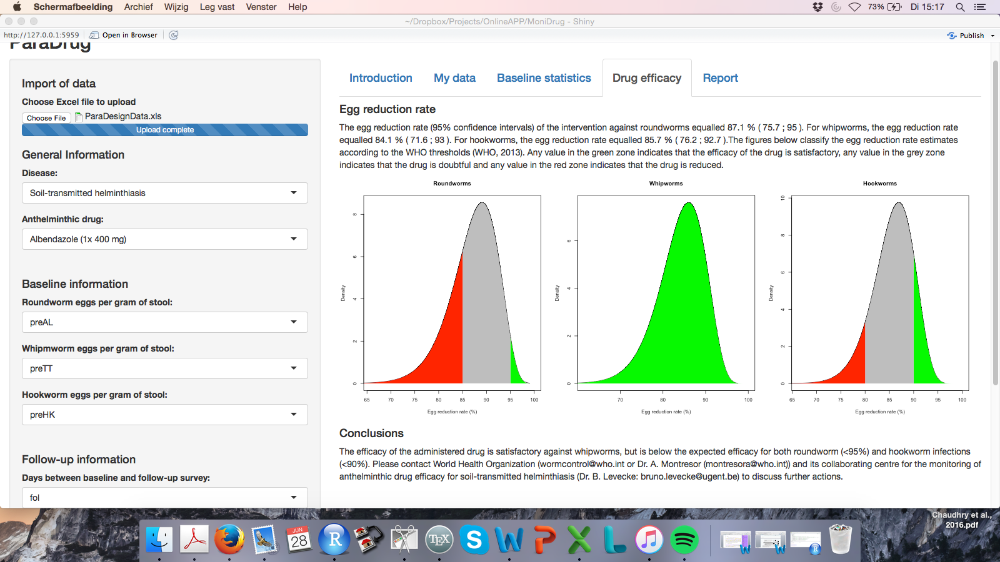 Schermafbeelding Archief Wijzig Leg vast Venster Help 73% Di 15:17
~/Dropbox/Projects/OnlineAPP/MoniDrug - Shiny
http://127.0.0.1:5959 Open in Browser Publish
ParaDrug
Import of data
Choose Excel file to upload
Choose File ParaDesignData.xls
Upload complete
General Information
Disease:
Soil-transmitted helminthiasis
Anthelminthic drug:
Albendazole (1x 400 mg)
Baseline information
Roundworm eggs per gram of stool:
preAL
Whipmworm eggs per gram of stool:
preTT
Hookworm eggs per gram of stool:
preHK
Follow-up information
Days between baseline and follow-up survey:
fol
Introduction My data Baseline statistics Drug efficacy Report
Egg reduction rate
The egg reduction rate (95% confidence intervals) of the intervention against roundworms equalled 87.1 % ( 75.7 ; 95 ). For whipworms, the egg reduction rate
equalled 84.1 % ( 71.6 ; 93 ). For hookworms, the egg reduction rate equalled 85.7 % ( 76.2 ; 92.7 ).The figures below classify the egg reduction rate estimates
according to the WHO thresholds (WHO, 2013). Any value in the green zone indicates that the efficacy of the drug is satisfactory, any value in the grey zone
indicates that the drug is doubtful and any value in the red zone indicates that the drug is reduced.
Roundworms
Density
8
6
4
2
0
65 70 75 80 85 90 95 100
Egg reduction rate (%)
Whipworms
Density
6
4
2
0
70 80 90 100
Egg reduction rate (%)
Hookworms
Density
10
8
6
4
2
0
65 70 75 80 85 90 95 100
Egg reduction rate (%)
Conclusions
The efficacy of the administered drug is satisfactory against whipworms, but is below the expected efficacy for both roundworm (<95%) and hookworm infections
(<90%). Please contact World Health Organization (wormcontrol@who.int or Dr. A. Montresor (montresora@who.int)) and its collaborating centre for the monitoring of
anthelminthic drug efficacy for soil-transmitted helminthiasis (Dr. B. Levecke: bruno.levecke@ugent.be) to discuss further actions.
Chaudhry et al.,
2016.pdf
JUN
28
R
TEX
S
W
P
X
L
W
W
R